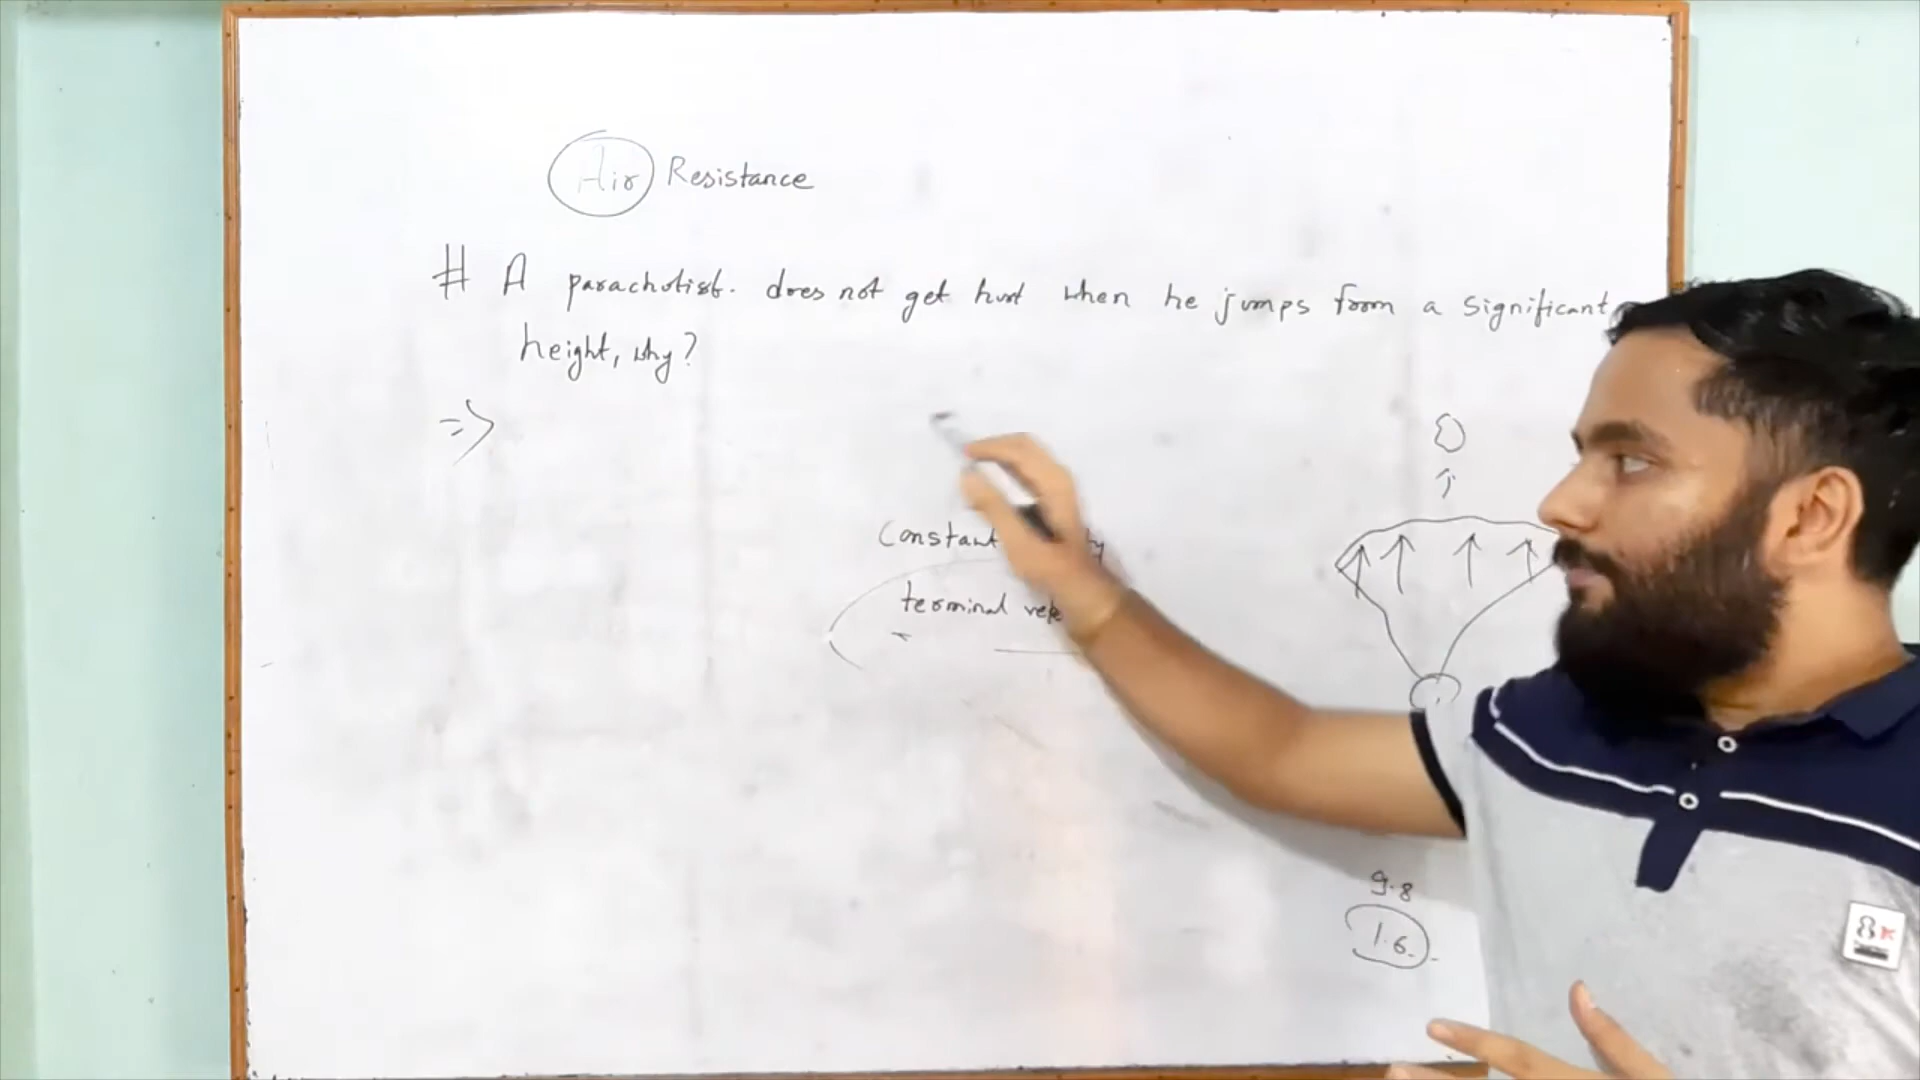 Air Resistance
# A parachutist. does not get hurt when he jumps from a significant
height, why?
=>
Constant
terminal
9.8
1.6